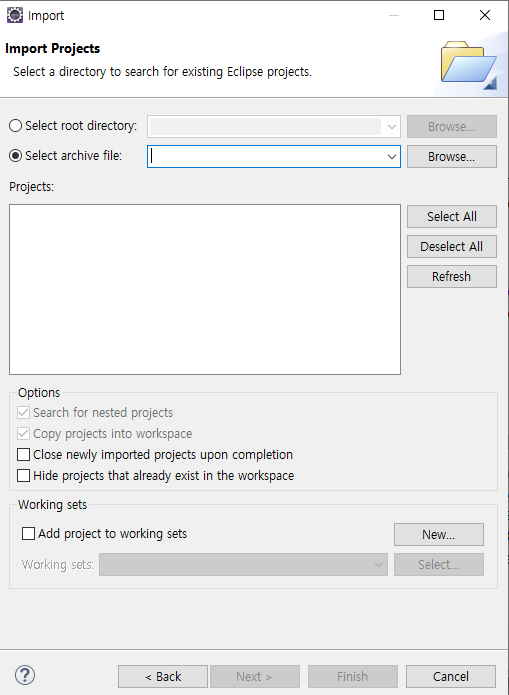 Import
Import Projects
Select a directory to search for existing Eclipse projects.
Select root directory:
Browse...
Select archive file:
Browse...
Projects:
Select All
Deselect All
Refresh
Options
Search for nested projects
Copy projects into workspace
Close newly imported projects upon completion
Hide projects that already exist in the workspace
Working sets
Add project to working sets
New...
Working sets:
Select...
?
< Back
Next >
Finish
Cancel